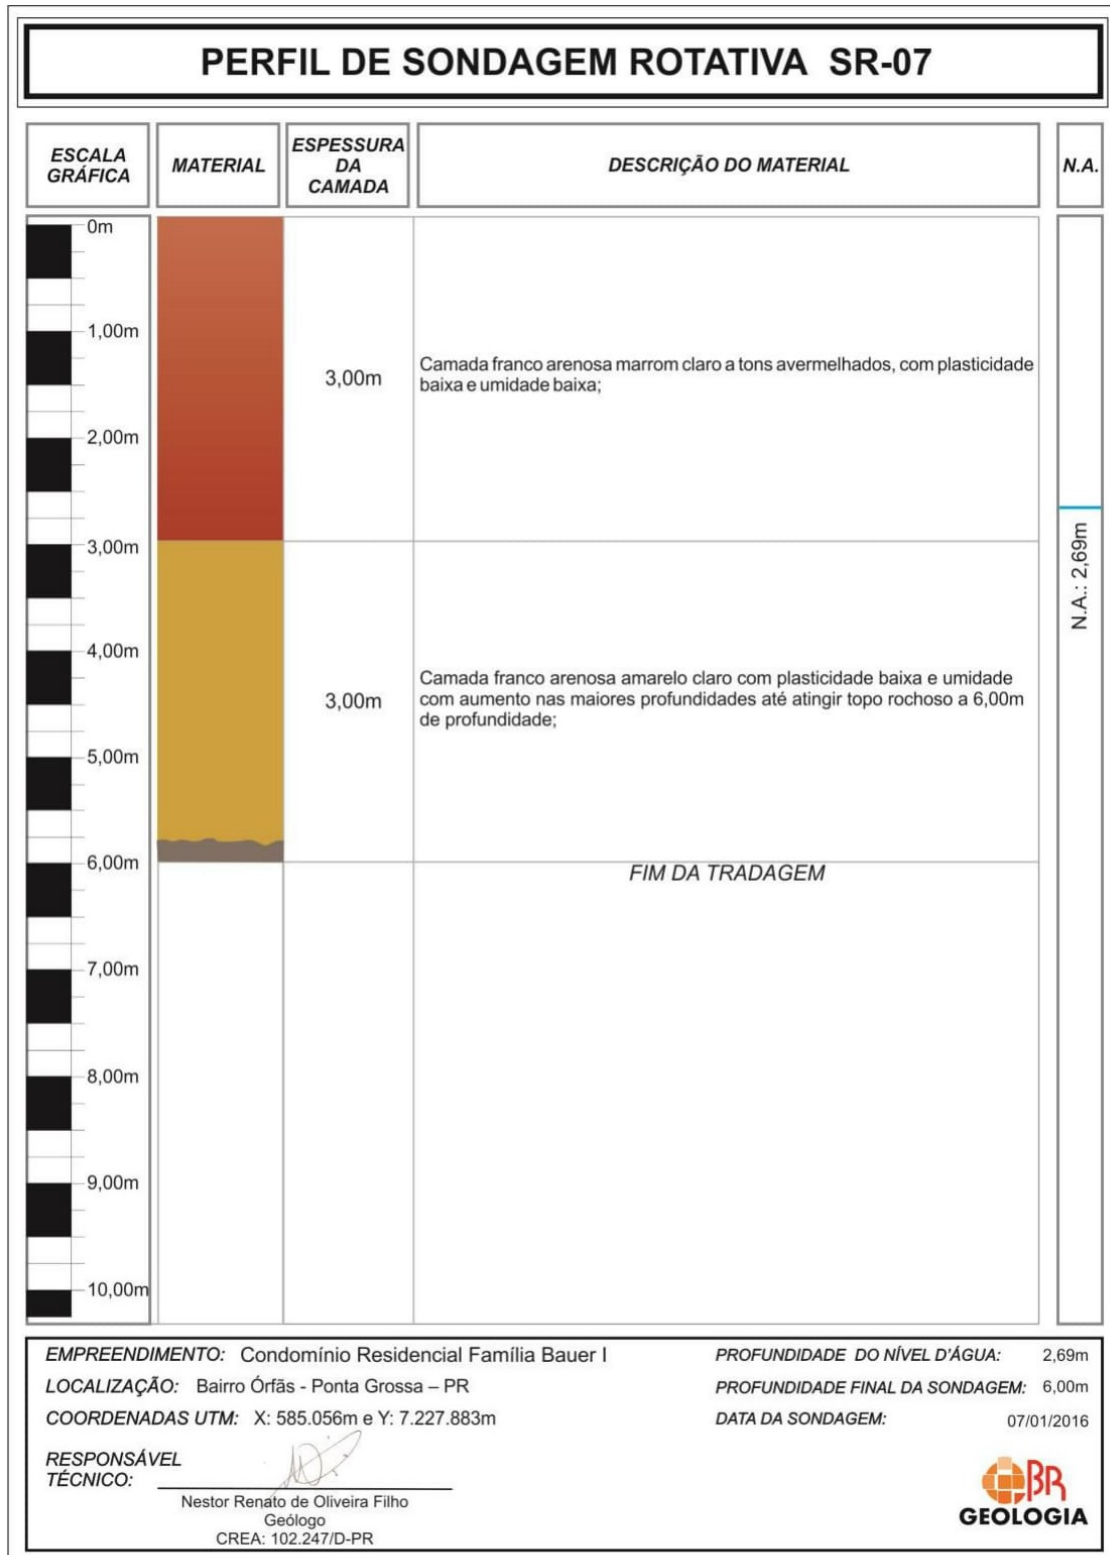 PERFIL DE SONDAGEM ROTATIVA SR-07
ESCALA
GRÁFICA
MATERIAL
ESPESSURA
DA
CAMADA
DESCRIÇÃO DO MATERIAL
N.A.
0m
1,00m
2,00m
3,00m
4,00m
5,00m
6,00m
7,00m
8,00m
9,00m
10,00m
3,00m
Camada franco arenosa marrom claro a tons avermelhados, com plasticidade
baixa e umidade baixa;
3,00m
Camada franco arenosa amarelo claro com plasticidade baixa e umidade
com aumento nas maiores profundidades até atingir topo rochoso a 6,00m
de profundidade;
FIM DA TRADAGEM
N.A.: 2,69m
EMPREENDIMENTO: Condomínio Residencial Família Bauer I
LOCALIZAÇÃO: Bairro Órfãs - Ponta Grossa – PR
COORDENADAS UTM: X: 585.056m e Y: 7.227.883m
RESPONSÁVEL
TÉCNICO:
Nestor Renato de Oliveira Filho
Geólogo
CREA: 102.247/D-PR
PROFUNDIDADE DO NÍVEL D'ÁGUA: 2,69m
PROFUNDIDADE FINAL DA SONDAGEM: 6,00m
DATA DA SONDAGEM: 07/01/2016
BR
GEOLOGIA